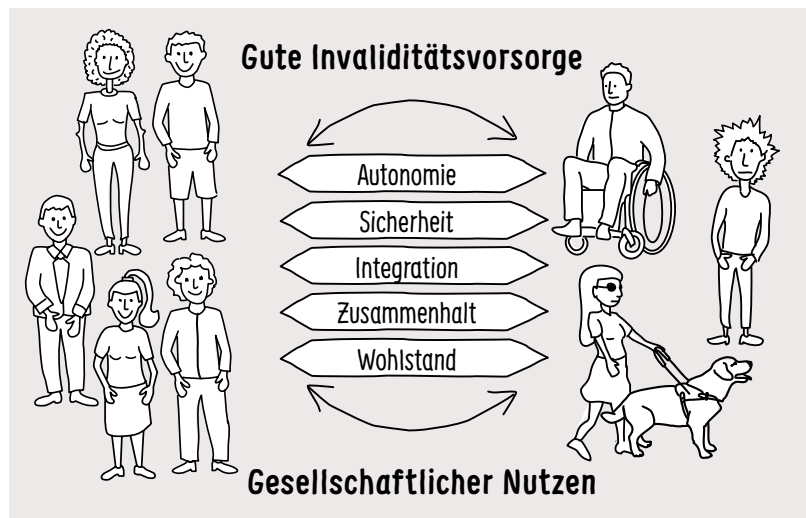 Gute Invaliditätsvorsorge
Autonomie
Sicherheit
Integration
Zusammenhalt
Wohlstand
Gesellschaftlicher Nutzen